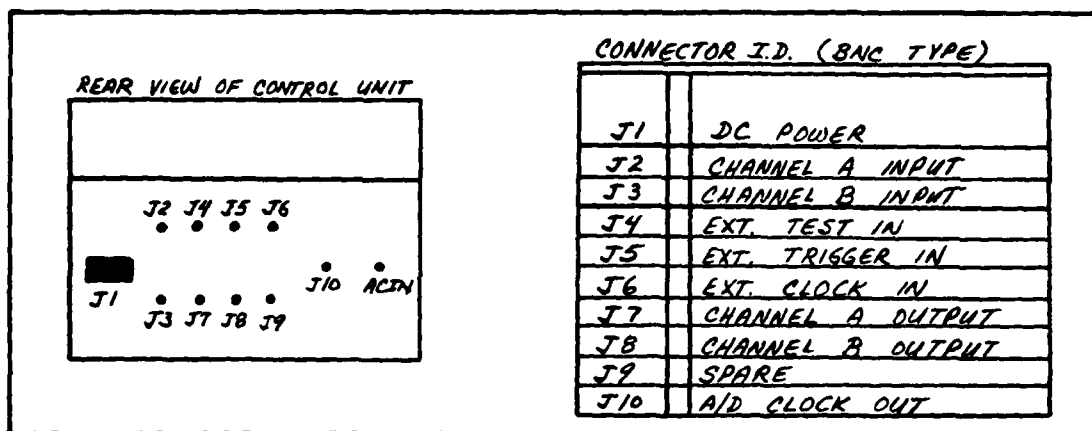 REAR VIEW OF CONTROL UNIT
J2 J4 J5 J6
J1
J10 ACIN
J3 J7 J8 J9
CONNECTOR I.D. (BNC TYPE)
J1 DC POWER
J2 CHANNEL A INPUT
J3 CHANNEL B INPUT
J4 EXT. TEST IN
J5 EXT. TRIGGER IN
J6 EXT. CLOCK IN
J7 CHANNEL A OUTPUT
J8 CHANNEL B OUTPUT
J9 SPARE
J10 A/D CLOCK OUT